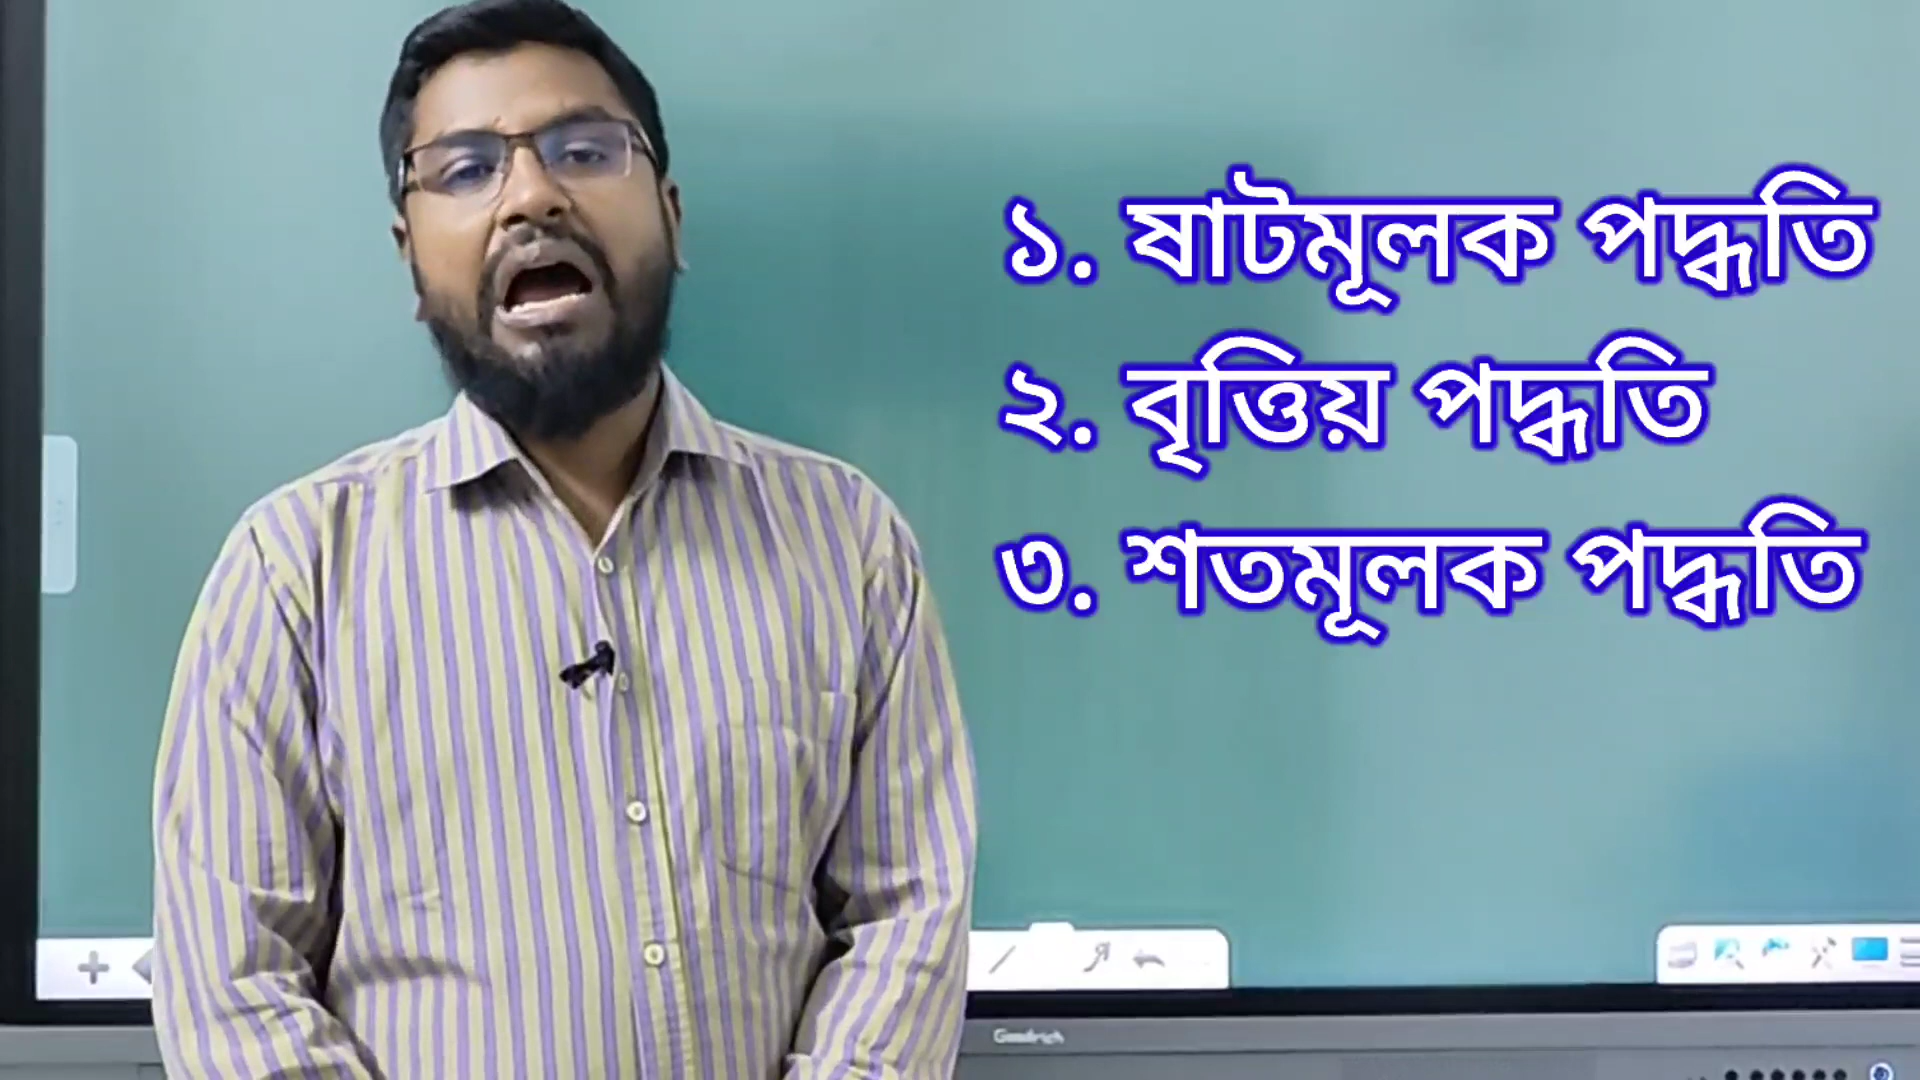 ১. ষাটমূলক পদ্ধতি
২. বৃত্তিয় পদ্ধতি
৩. শতমূলক পদ্ধতি